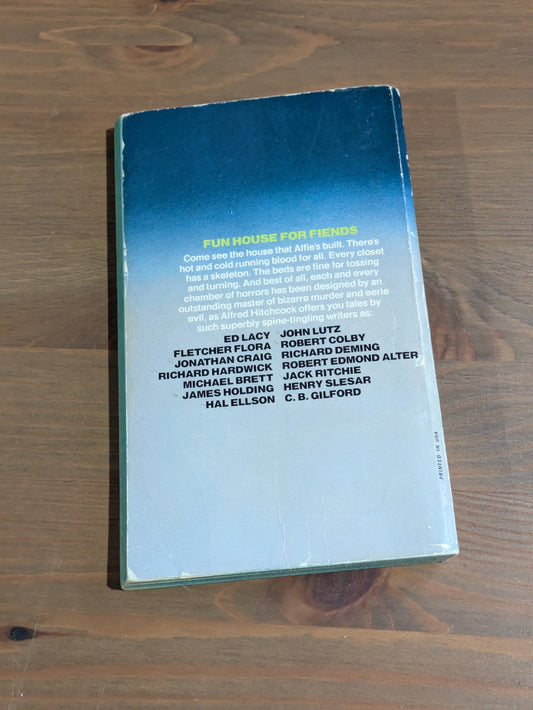 FUN HOUSE FOR FIENDS
Come see the house that Alfie's built. There's
hot and cold running blood for all. Every closet
has a skeleton. The beds are fine for tossing
and turning. And best of all, each and every
chamber of horrors has been designed by an
outstanding master of bizarre murder and eerie
evil, as Alfred Hitchcock offers you tales by
such superbly spine-tingling writers as:
ED LACY JOHN LUTZ
FLETCHER FLORA ROBERT COLBY
JONATHAN CRAIG RICHARD DEMING
RICHARD HARDWICK ROBERT EDMOND ALTER
MICHAEL BRETT JACK RITCHIE
JAMES HOLDING HENRY SLESAR
HAL ELLSON C. B. GILFORD
PRINTED IN USA